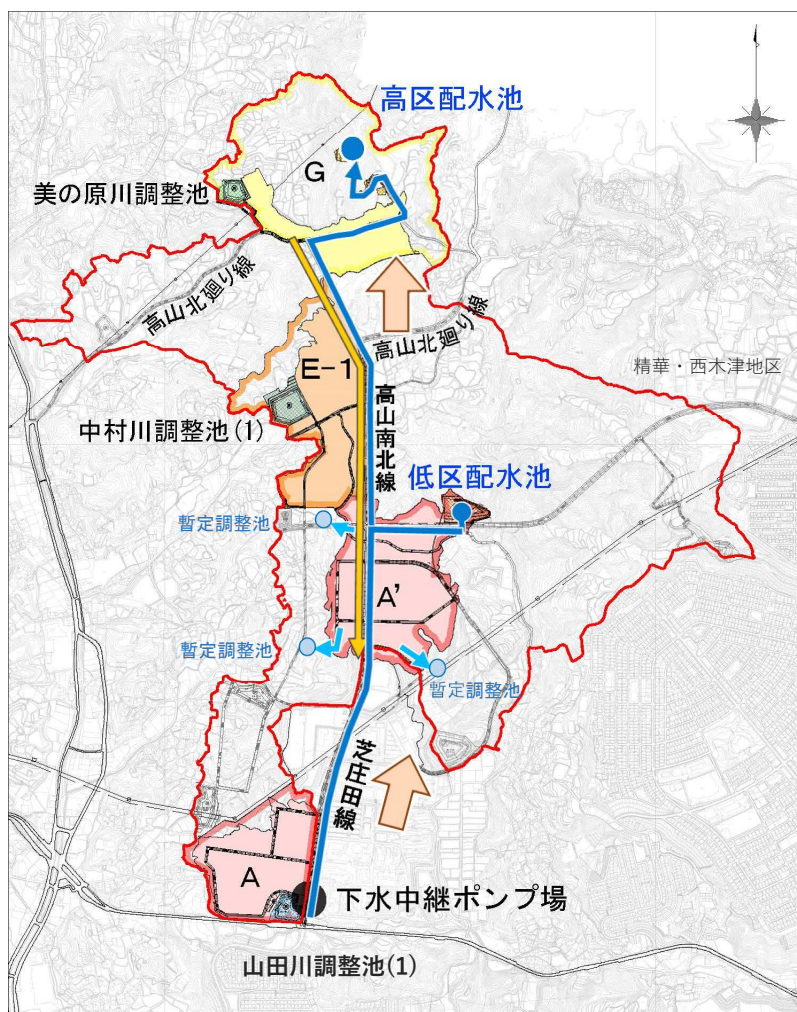 高区配水池
G
美の原川調整池
高山北廻り線
高山北廻り線
精華・西木津地区
E-1
中村川調整池(1)
高山南北線
低区配水池
暫定調整池
A'
暫定調整池
暫定調整池
芝庄田線
A
下水中継ポンプ場
山田川調整池(1)